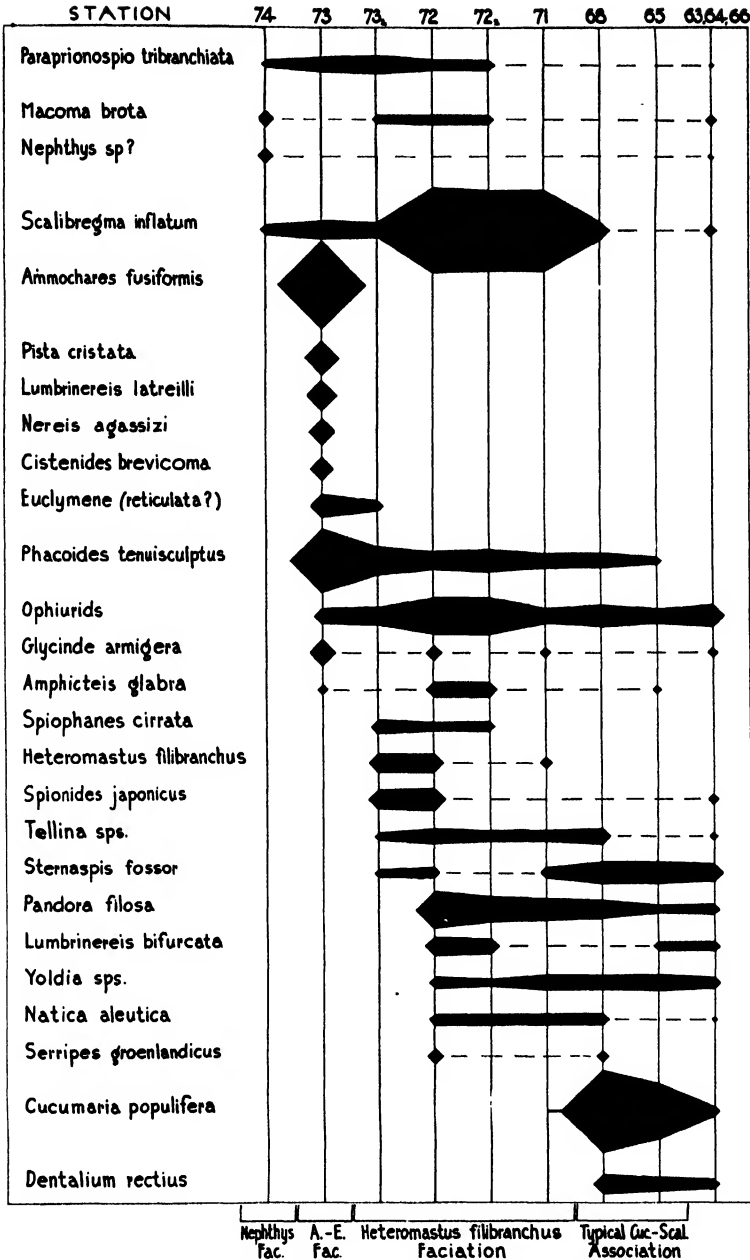 STATION 74 73 73a 72 72a 71 68 65 63,64,66
Paraprionospio tribranchiata
Macoma brota
Nephthys sp?
Scalibregma inflatum
Ammochares fusiformis
Pista cristata
Lumbrinereis latreilli
Nereis agassizi
Cistenides brevicoma
Euclymene (reticulata?)
Phacoides tenuisculptus
Ophiurids
Glycinde armigera
Amphicteis glabra
Spiophanes cirrata
Heteromastus filibranchus
Spionides japonicus
Tellina sps.
Sternaspis fossor
Pandora filosa
Lumbrinereis bifurcata
Yoldia sps.
Natica aleutica
Serripes groenlandicus
Cucumaria populifera
Dentalium rectius
Nephthys Fac.
A.-E. Fac.
Heteromastus filibranchus Faciation
Typical Cuc-Scal. Association